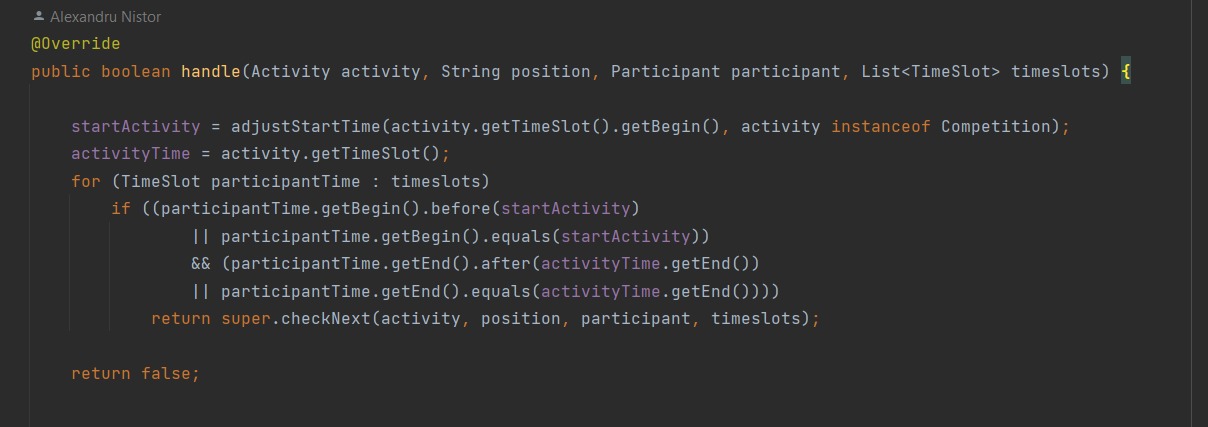 Alexandru Nistor
@Override
public boolean handle(Activity activity, String position, Participant participant, List<TimeSlot> timeslots) {
startActivity = adjustStartTime(activity.getTimeSlot().getBegin(), activity instanceof Competition);
activityTime = activity.getTimeSlot();
for (TimeSlot participantTime : timeslots)
if ((participantTime.getBegin().before(startActivity)
|| participantTime.getBegin().equals(startActivity))
&& (participantTime.getEnd().after(activityTime.getEnd())
|| participantTime.getEnd().equals(activityTime.getEnd())))
return super.checkNext(activity, position, participant, timeslots);
return false;